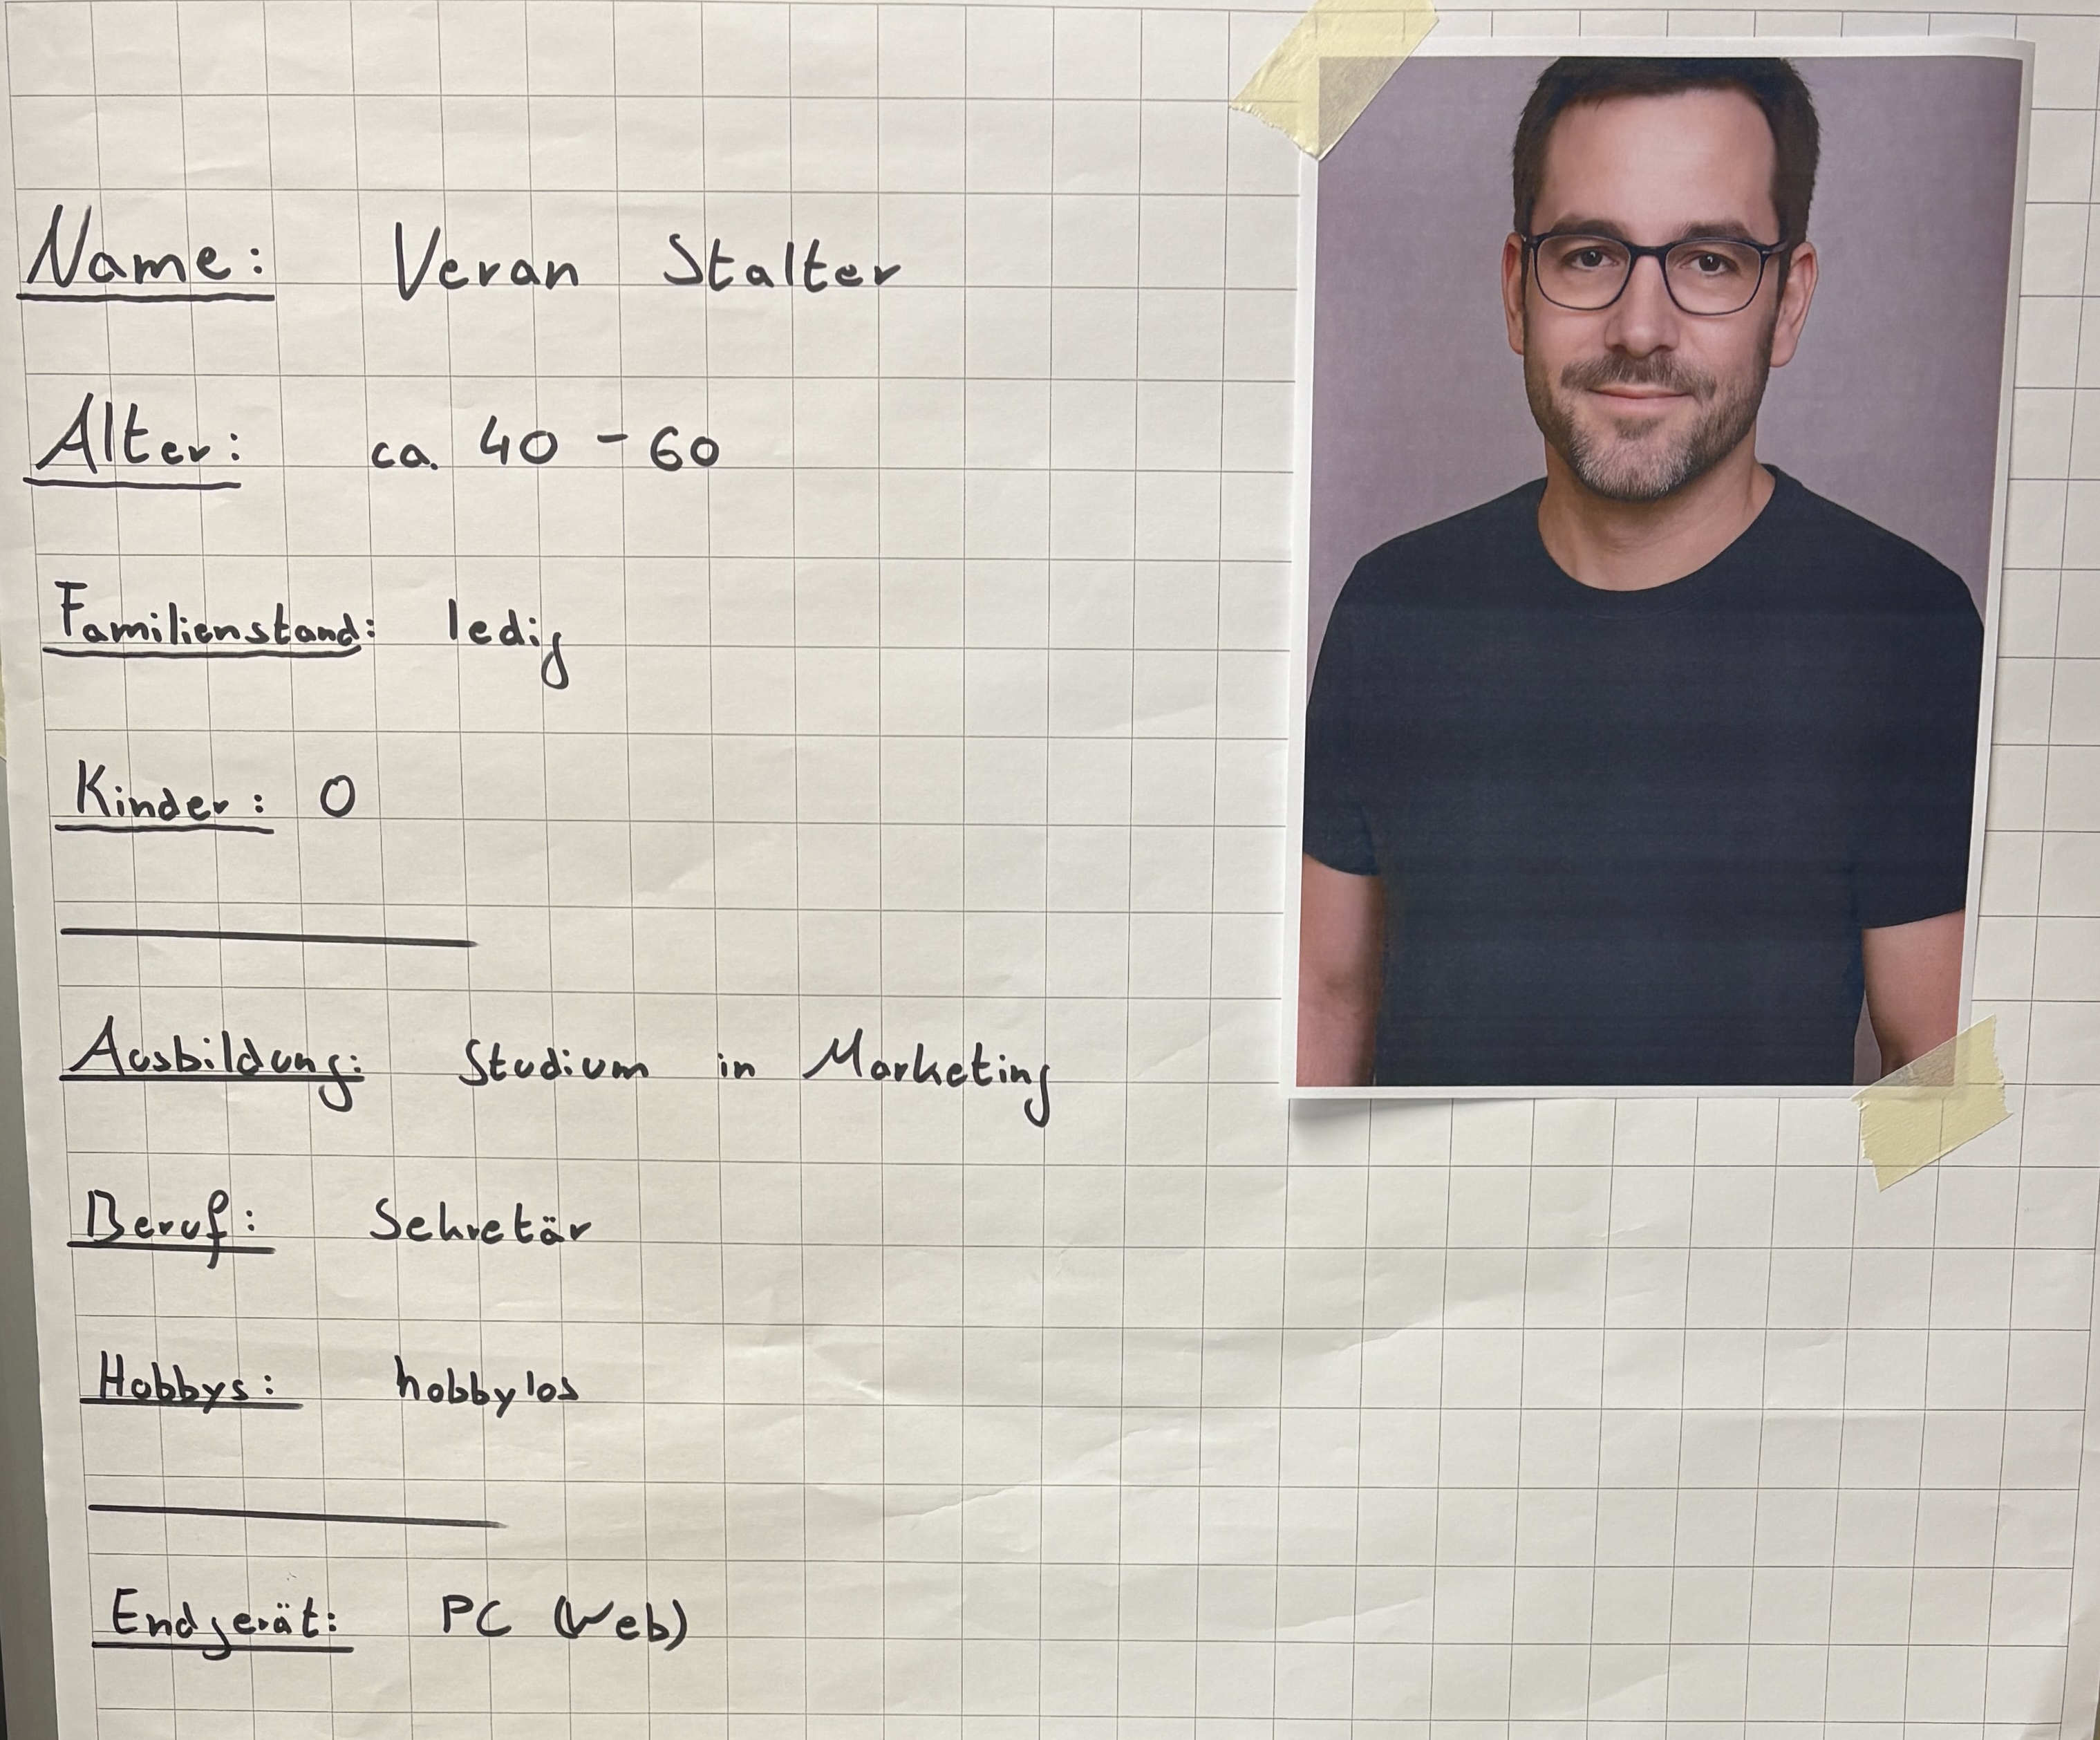 Name: Veran Stalter
Alter: ca. 40 - 60
Familienstand: ledig
Kinder: 0
Ausbildung: Studium in Marketing
Beruf: Sekretär
Hobbys: hobbylos
Endgerät: PC (Web)